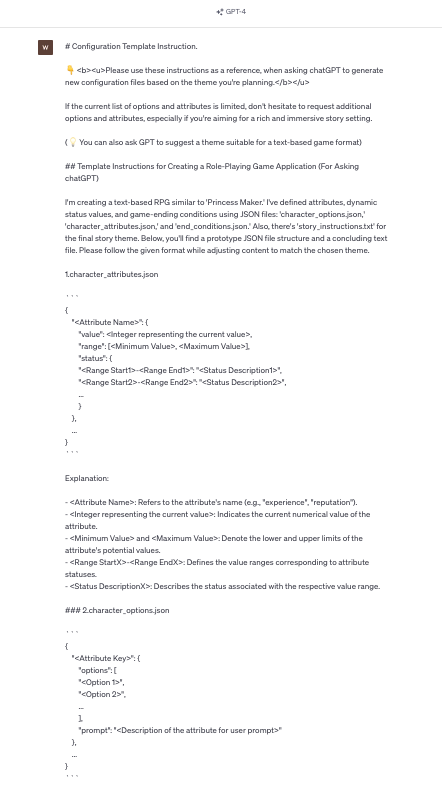 GPT-4
W
# Configuration Template Instruction.
👇 <b><u>Please use these instructions as a reference, when asking chatGPT to generate
new configuration files based on the theme you're planning.</b></u>
If the current list of options and attributes is limited, don't hesitate to request additional
options and attributes, especially if you're aiming for a rich and immersive story setting.
(💡 You can also ask GPT to suggest a theme suitable for a text-based game format)
## Template Instructions for Creating a Role-Playing Game Application (For Asking
chatGPT)
I'm creating a text-based RPG similar to 'Princess Maker.' I've defined attributes, dynamic
status values, and game-ending conditions using JSON files: 'character_options.json,'
'character_attributes.json,' and 'end_conditions.json.' Also, there's 'story_instructions.txt' for
the final story theme. Below, you'll find a prototype JSON file structure and a concluding text
file. Please follow the given format while adjusting content to match the chosen theme.
1.character_attributes.json
```
{
"<Attribute Name>": {
"value": <Integer representing the current value>,
"range": [<Minimum Value>, <Maximum Value>],
"status": {
"<Range Start1>-<Range End1>": "<Status Description1>",
"<Range Start2>-<Range End2>": "<Status Description2>",
...
}
},
...
}
```
Explanation:
- <Attribute Name>: Refers to the attribute's name (e.g., "experience", "reputation").
- <Integer representing the current value>: Indicates the current numerical value of the
attribute.
- <Minimum Value> and <Maximum Value>: Denote the lower and upper limits of the
attribute's potential values.
- <Range StartX>-<Range EndX>: Defines the value ranges corresponding to attribute
statuses.
- <Status DescriptionX>: Describes the status associated with the respective value range.
### 2.character_options.json
```
{
"<Attribute Key>": {
"options": [
"<Option 1>",
"<Option 2>",
...
],
"prompt": "<Description of the attribute for user prompt>"
},
...
}
```